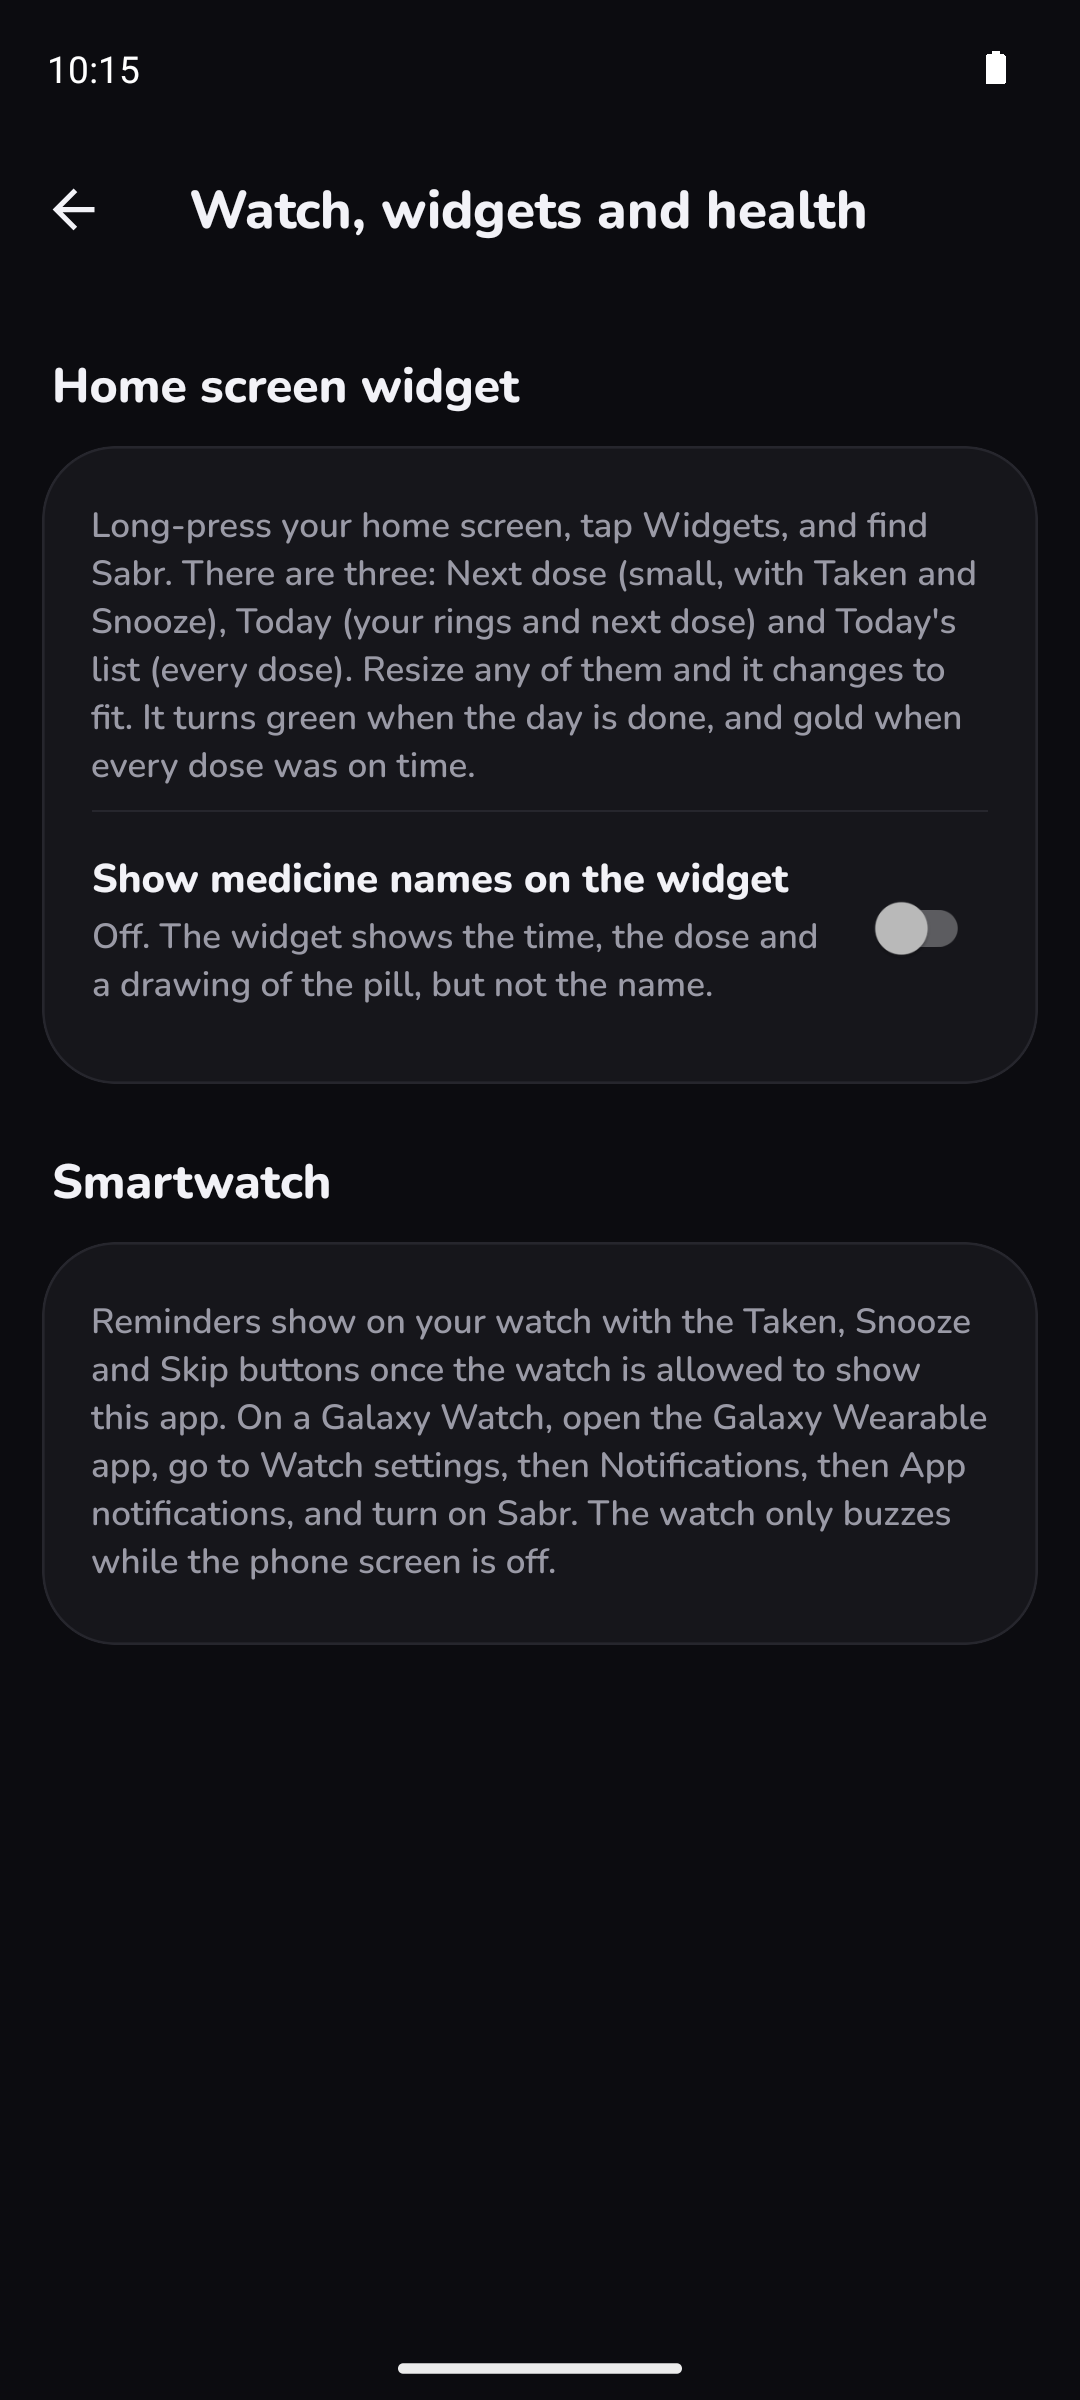 10:15
Watch, widgets and health
Home screen widget
Long-press your home screen, tap Widgets, and find
Sabr. There are three: Next dose (small, with Taken and
Snooze), Today (your rings and next dose) and Today's
list (every dose). Resize any of them and it changes to
fit. It turns green when the day is done, and gold when
every dose was on time.
Show medicine names on the widget
Off. The widget shows the time, the dose and
a drawing of the pill, but not the name.
Smartwatch
Reminders show on your watch with the Taken, Snooze
and Skip buttons once the watch is allowed to show
this app. On a Galaxy Watch, open the Galaxy Wearable
app, go to Watch settings, then Notifications, then App
notifications, and turn on Sabr. The watch only buzzes
while the phone screen is off.